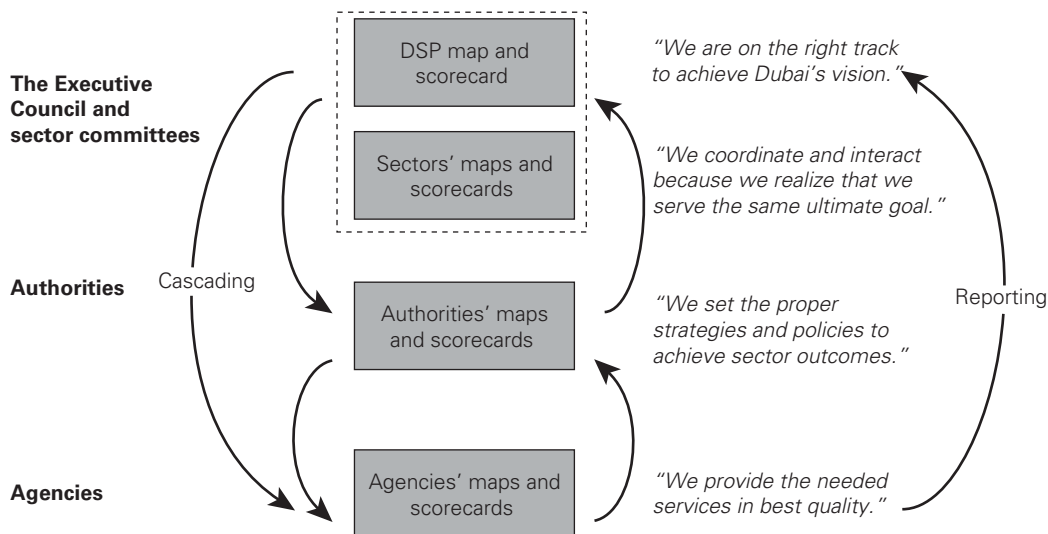 DSP map and
scorecard
“We are on the right track
to achieve Dubai’s vision.”
The Executive
Council and
sector committees
Sectors’ maps and
scorecards
“We coordinate and interact
because we realize that we
serve the same ultimate goal.”
Authorities
Cascading
Authorities’ maps
and scorecards
“We set the proper
strategies and policies to
achieve sector outcomes.”
Reporting
Agencies
Agencies’ maps and
scorecards
“We provide the needed
services in best quality.”